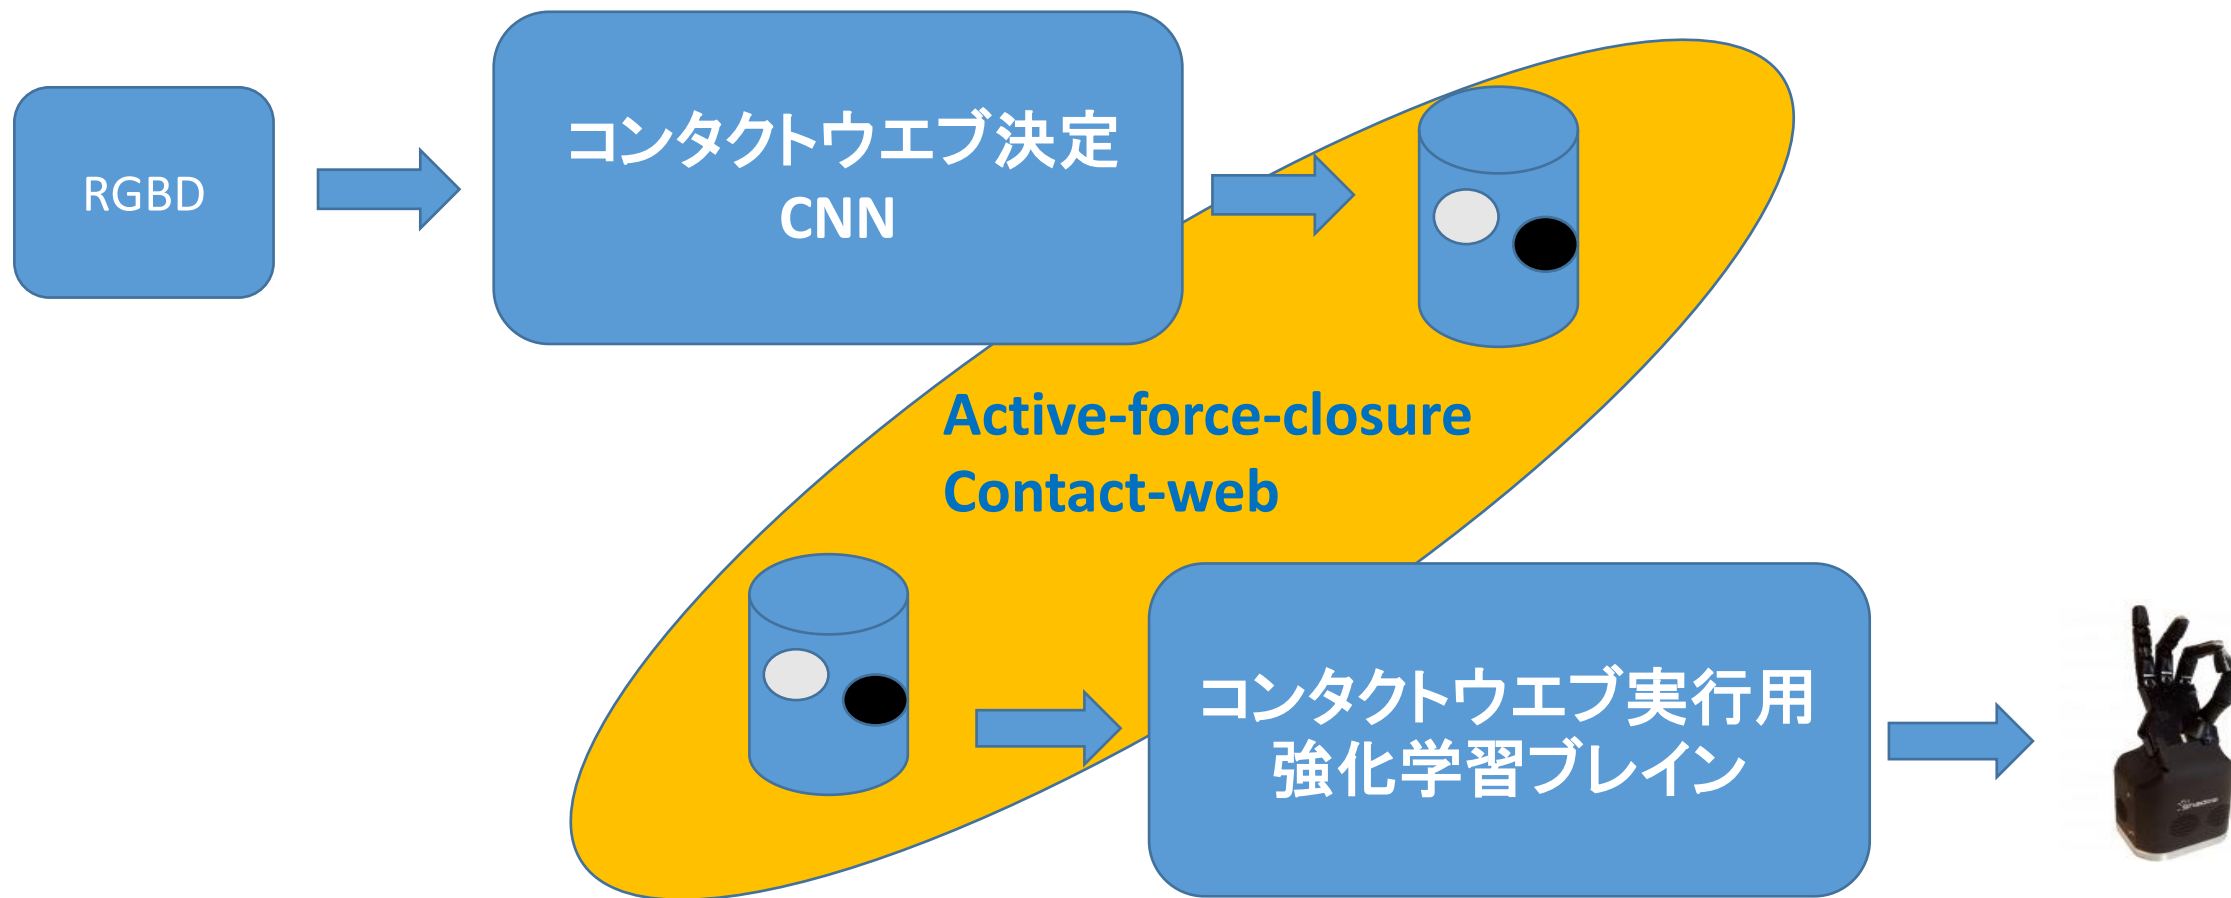 RGBD
コンタクトウエブ決定
CNN
Active-force-closure
Contact-web
コンタクトウエブ実行用
強化学習ブレイン